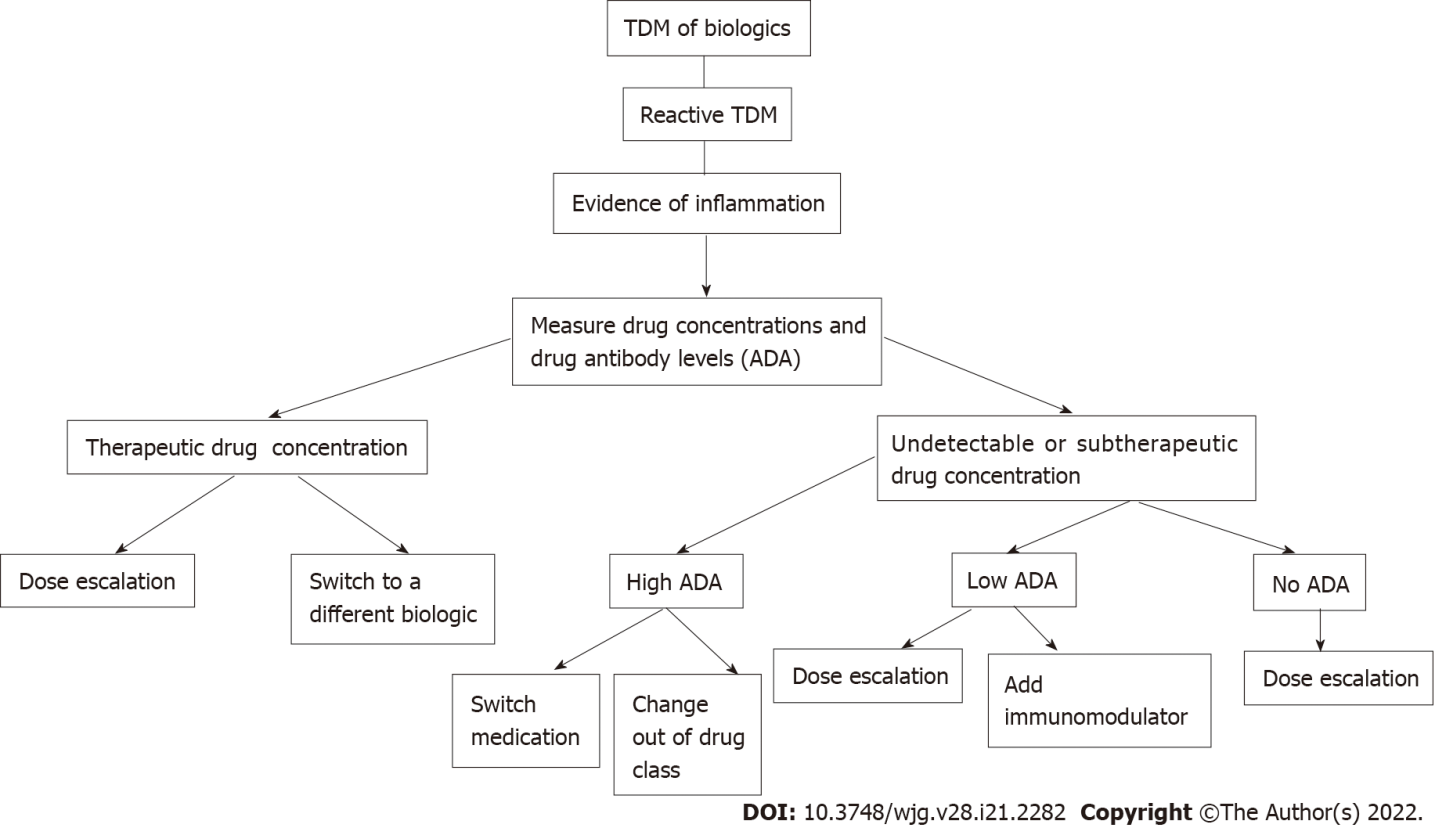 TDM of biologics
Reactive TDM
Evidence of inflammation
Measure drug concentrations and
drug antibody levels (ADA)
Therapeutic drug concentration
Undetectable or subtherapeutic
drug concentration
Dose escalation
Switch to a
different biologic
High ADA
Low ADA
No ADA
Switch
medication
Change
out of drug
class
Dose escalation
Add
immunomodulator
Dose escalation
DOI: 10.3748/wjg.v28.i21.2282 Copyright ©The Author(s) 2022.